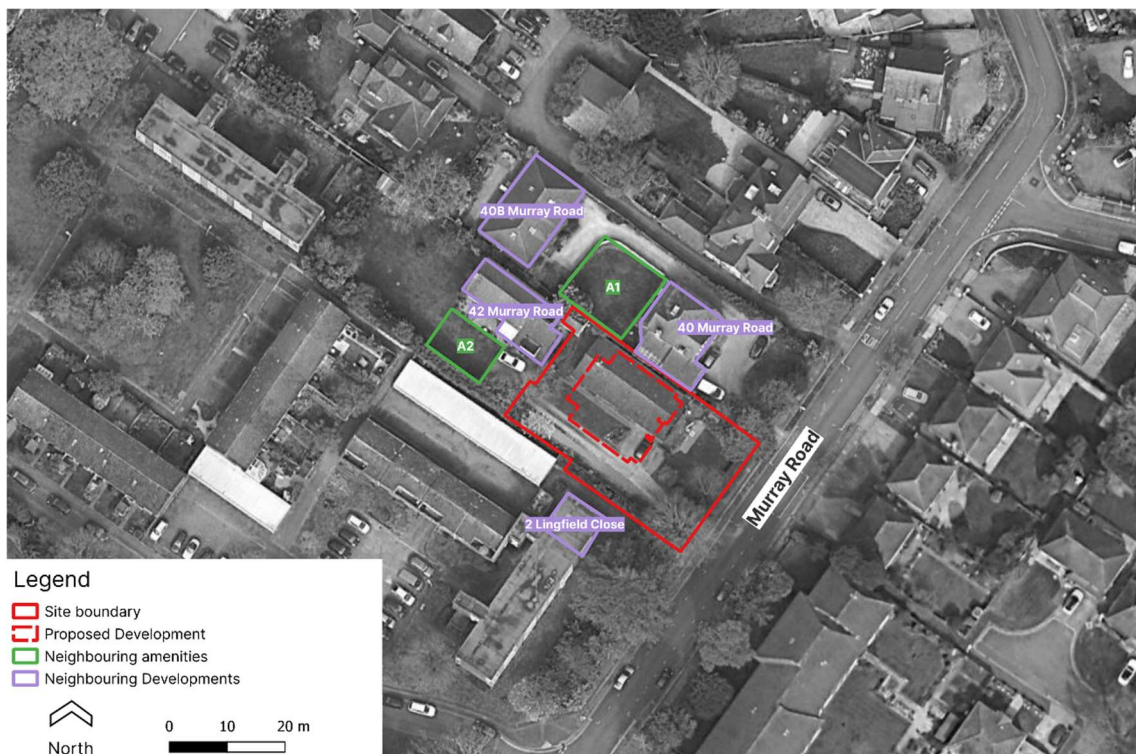 40B Murray Road
A1
42 Murray Road
40 Murray Road
A2
Murray Road
2 Lingfield Close
Legend
Site boundary
Proposed Development
Neighbouring amenities
Neighbouring Developments
North
0 10 20 m